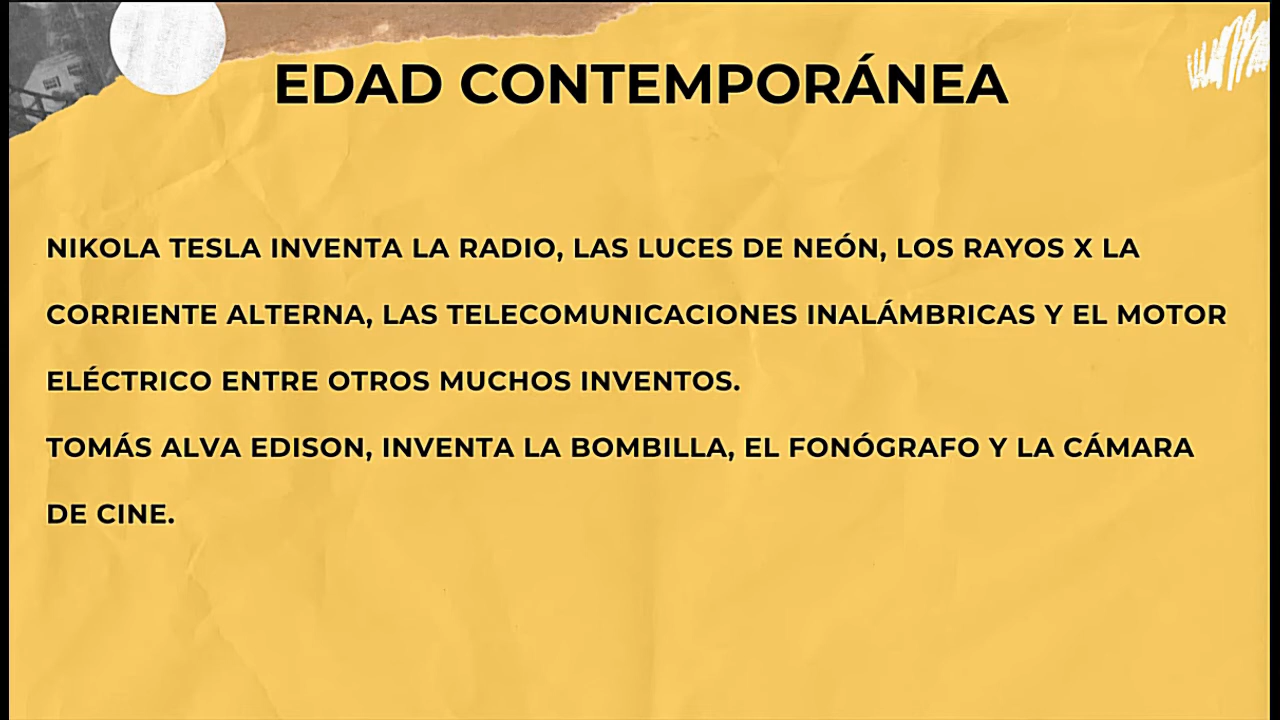 EDAD CONTEMPORÁNEA
NIKOLA TESLA INVENTA LA RADIO, LAS LUCES DE NEÓN, LOS RAYOS X LA
CORRIENTE ALTERNA, LAS TELECOMUNICACIONES INALÁMBRICAS Y EL MOTOR
ELÉCTRICO ENTRE OTROS MUCHOS INVENTOS.
TOMÁS ALVA EDISON, INVENTA LA BOMBILLA, EL FONÓGRAFO Y LA CÁMARA
DE CINE.